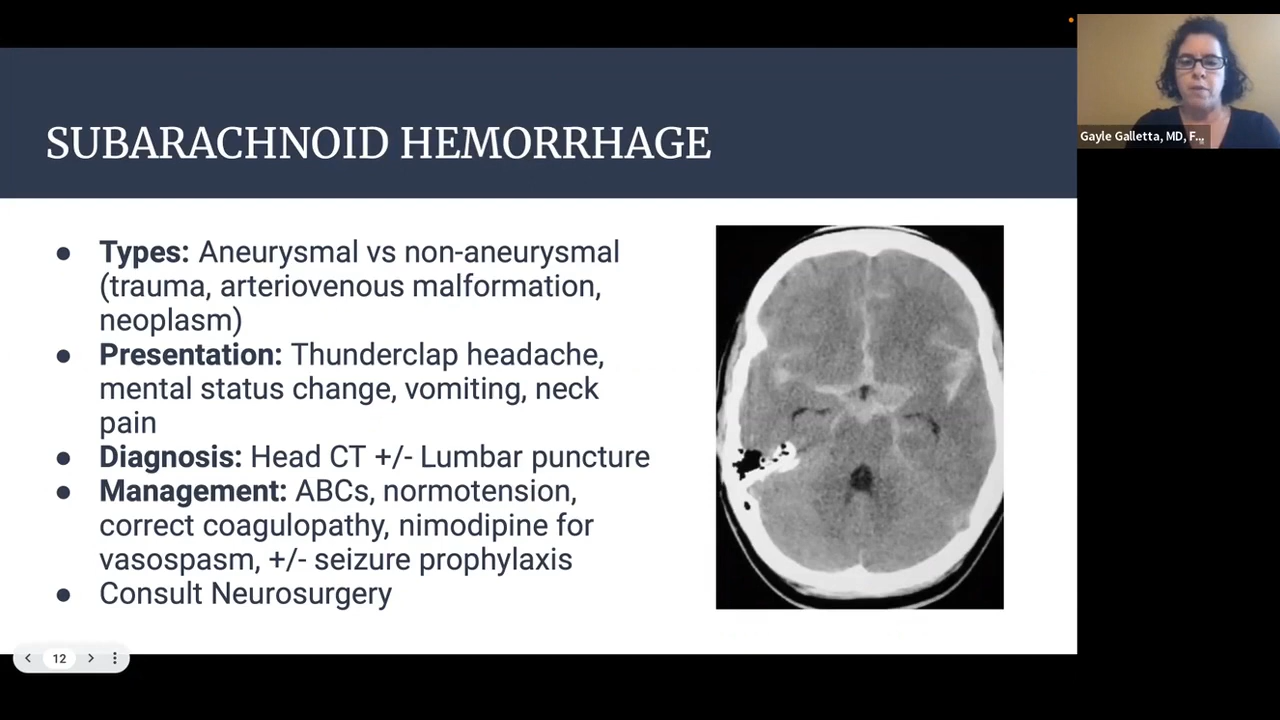 SUBARACHNOID HEMORRHAGE
Gayle Galletta, MD, F...
● Types: Aneurysmal vs non-aneurysmal
(trauma, arteriovenous malformation,
neoplasm)
● Presentation: Thunderclap headache,
mental status change, vomiting, neck
pain
● Diagnosis: Head CT +/- Lumbar puncture
● Management: ABCs, normotension,
correct coagulopathy, nimodipine for
vasospasm, +/- seizure prophylaxis
● Consult Neurosurgery
12